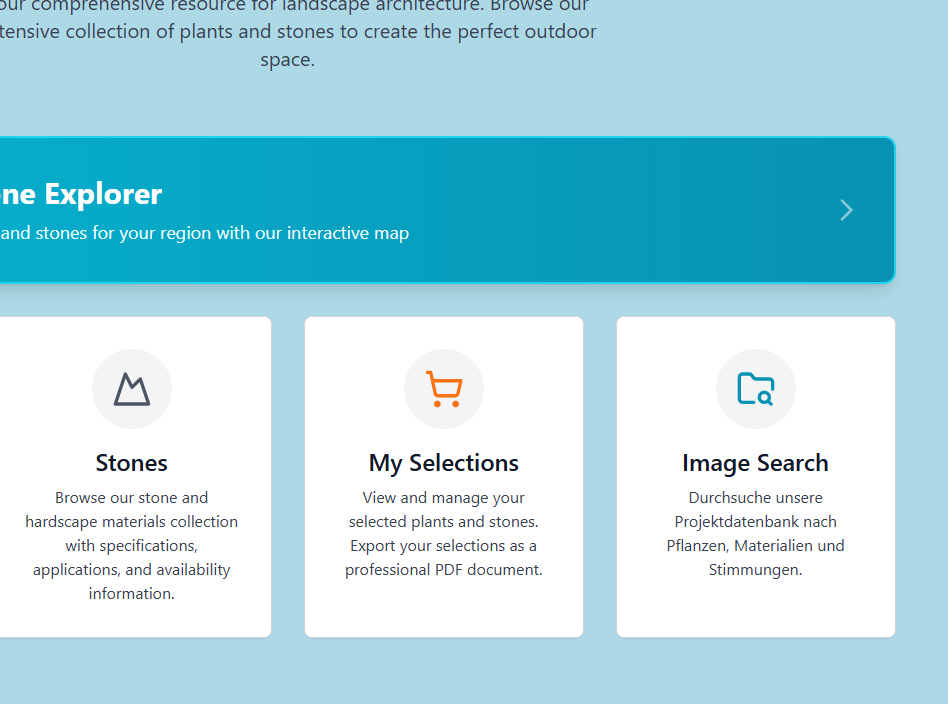 our comprehensive resource for landscape architecture. Browse our
tensive collection of plants and stones to create the perfect outdoor
space.
ne Explorer
and stones for your region with our interactive map
Stones
Browse our stone and
hardscape materials collection
with specifications,
applications, and availability
information.
My Selections
View and manage your
selected plants and stones.
Export your selections as a
professional PDF document.
Image Search
Durchsuche unsere
Projektdatenbank nach
Pflanzen, Materialien und
Stimmungen.